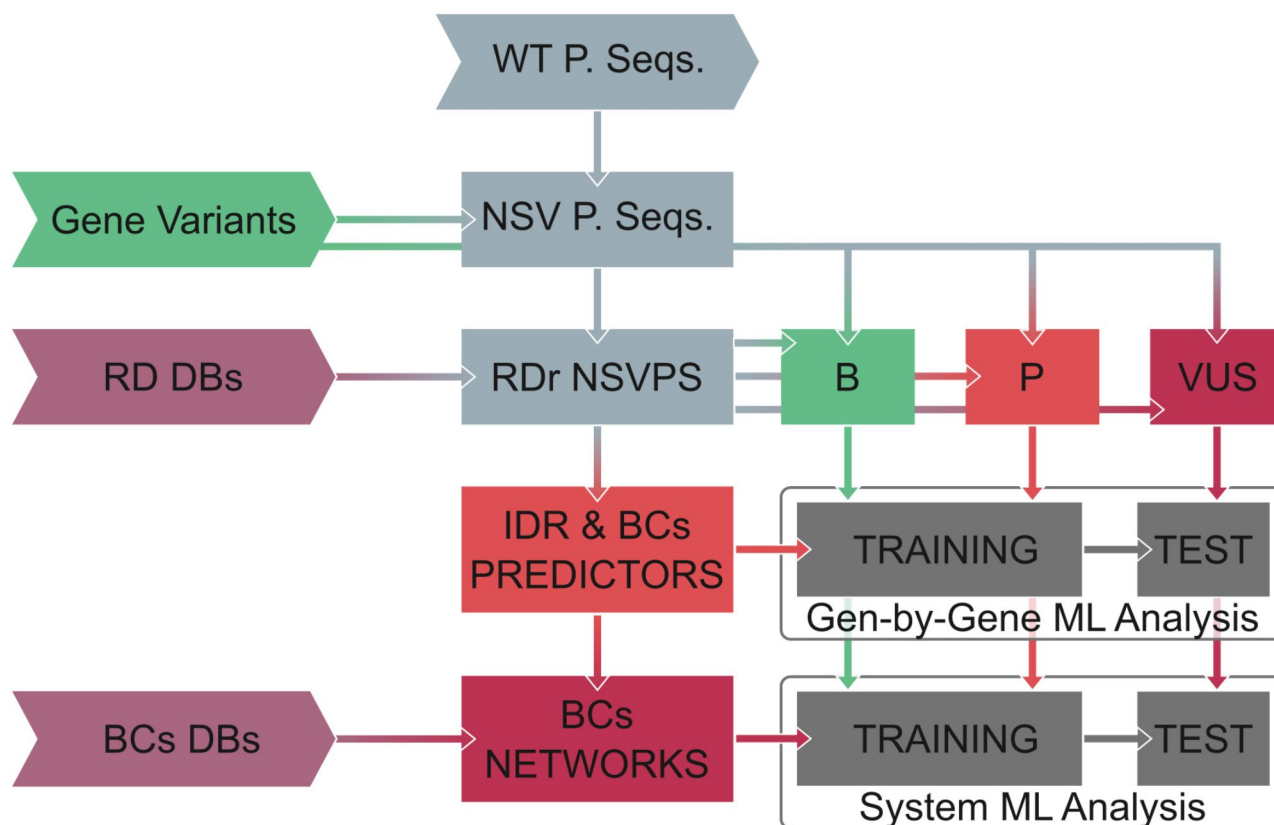 WT P. Seqs.
Gene Variants
NSV P. Seqs.
RD DBs
RDr NSVPS
B
P
VUS
IDR & BCs
PREDICTORS
TRAINING
TEST
Gen-by-Gene ML Analysis
BCs DBs
BCs
NETWORKS
TRAINING
TEST
System ML Analysis